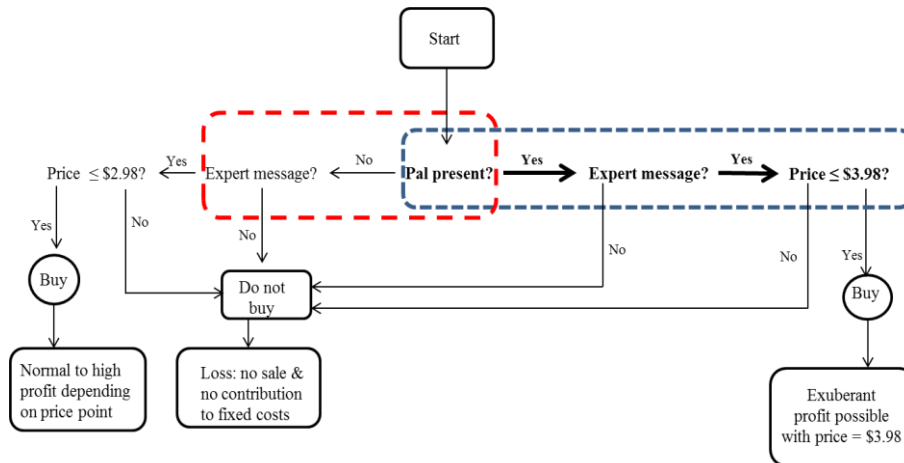 Start
No
Yes
Yes
Yes
Price ≤ $2.98?
Expert message?
Pal present?
Expert message?
Price ≤ $3.98?
Yes
No
No
No
No
Yes
Buy
Do not
buy
Buy
Normal to high
profit depending
on price point
Loss: no sale &
no contribution
to fixed costs
Exuberant
profit possible
with price = $3.98